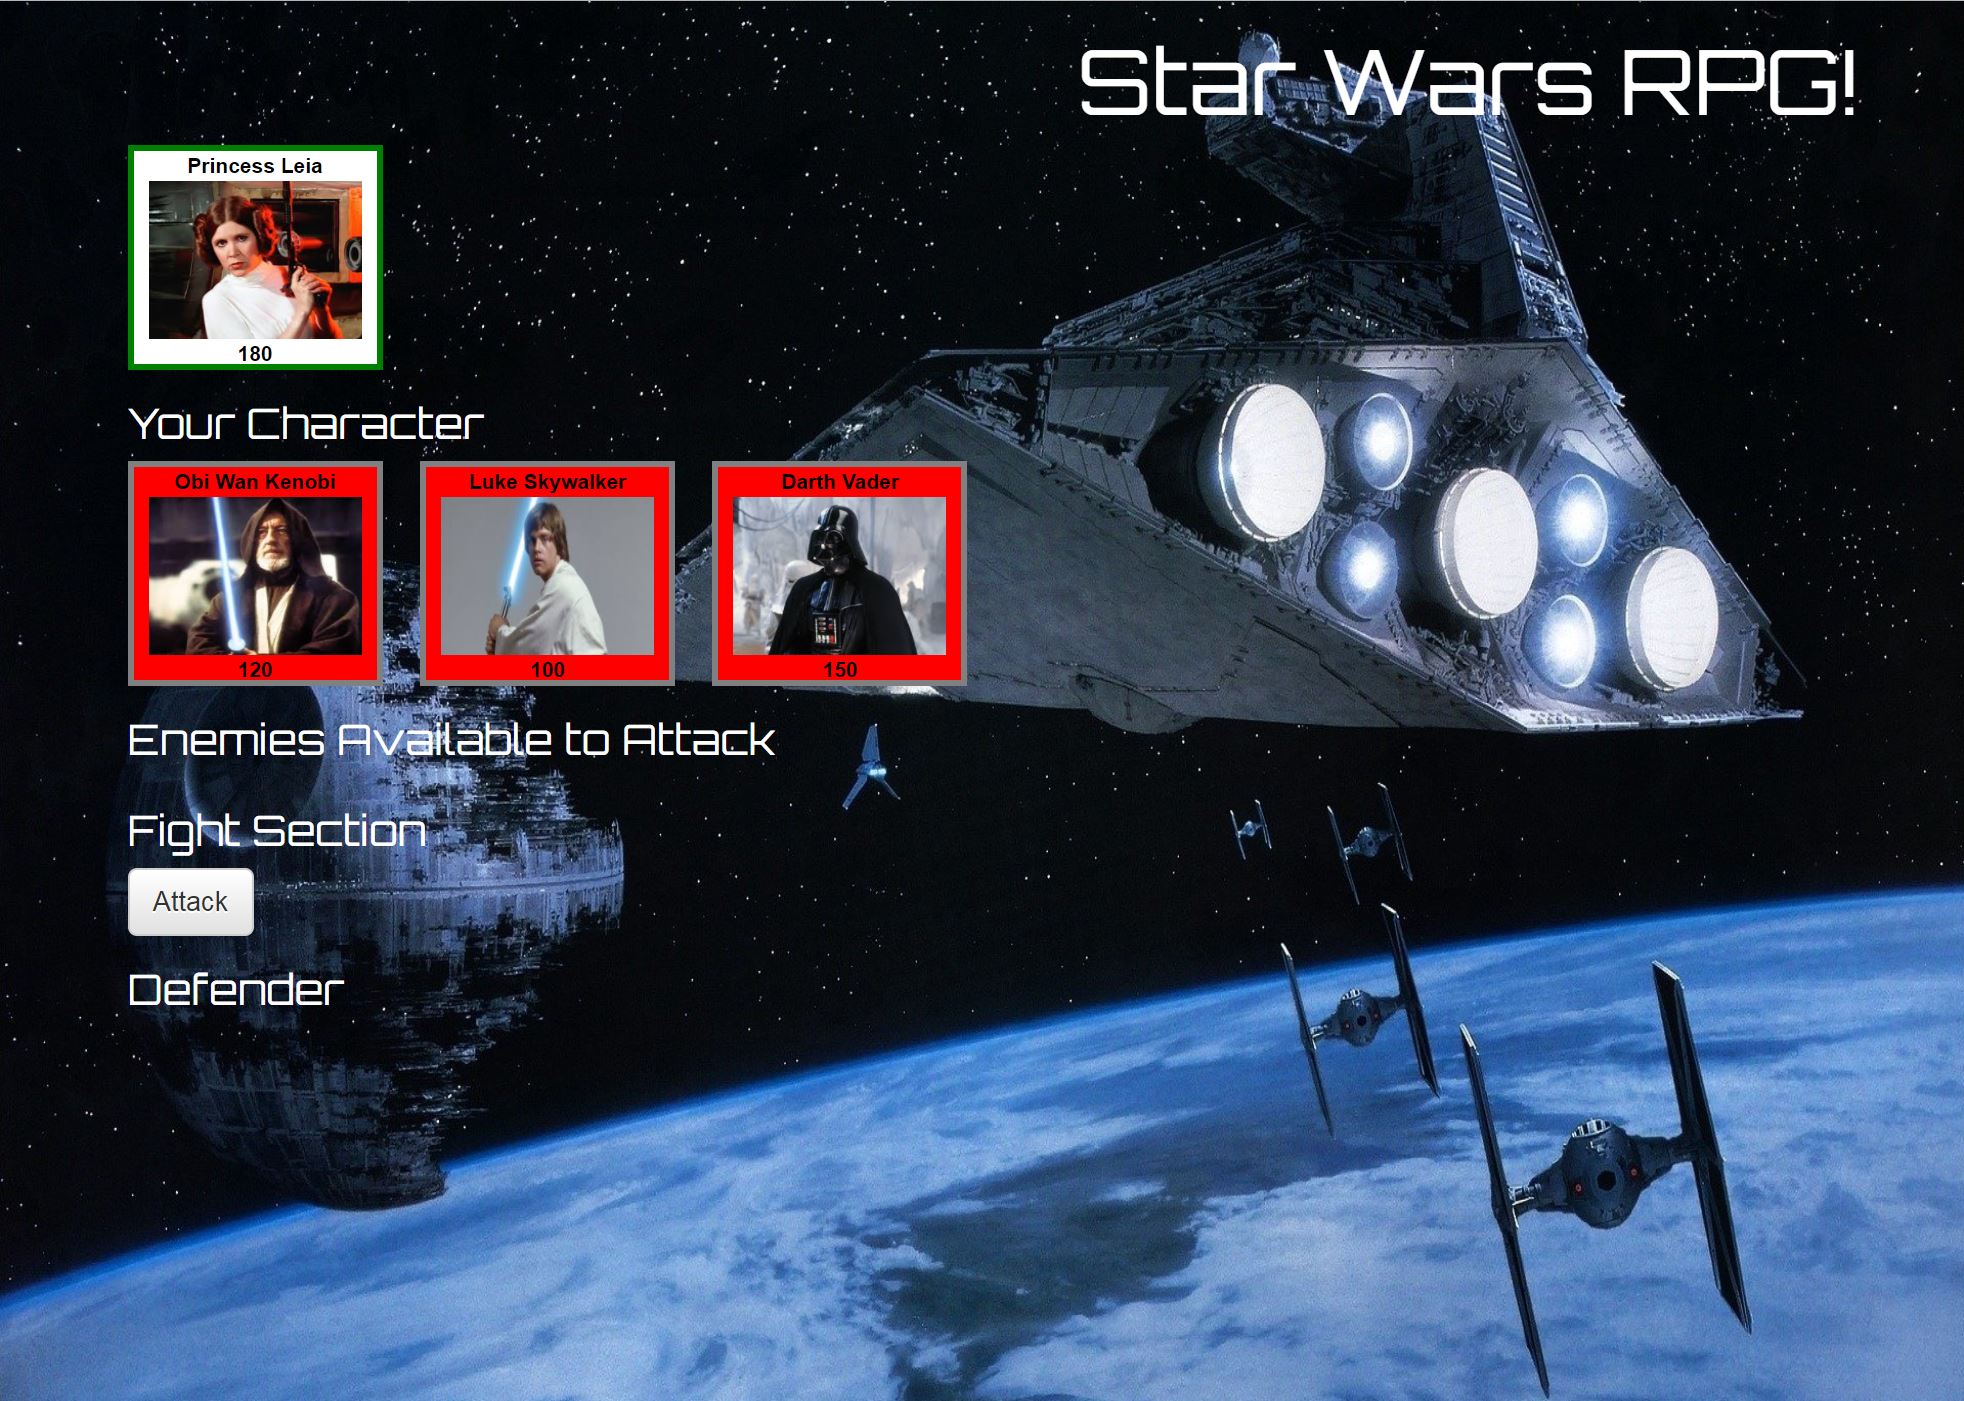 Star Wars RPG!
Princess Leia
180
Your Character
Obi Wan Kenobi
120
Luke Skywalker
100
Darth Vader
150
Enemies Available to Attack
Fight Section
Attack
Defender